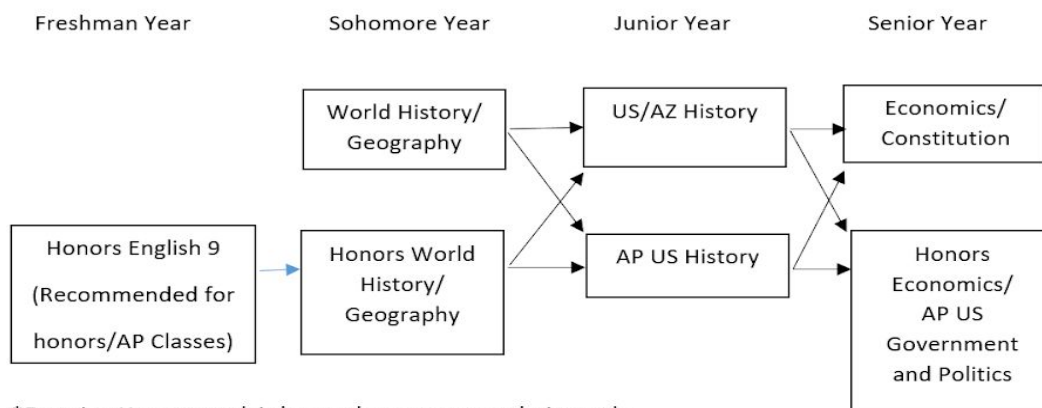 Freshman Year
Sohomore Year
Junior Year
Senior Year
World History/
Geography
US/AZ History
Economics/
Constitution
Honors English 9
(Recommended for
honors/AP Classes)
Honors World
History/
Geography
AP US History
Honors
Economics/
AP US
Government
and Politics